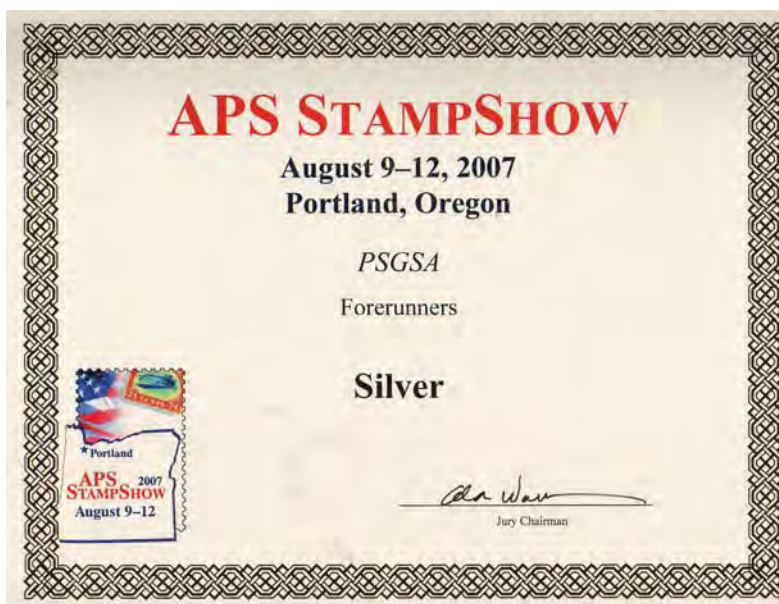 APS STAMPSHOW
August 9–12, 2007
Portland, Oregon
PSGSA
Forerunners
Silver
Portland
APS 2007
STAMPSHOW
August 9–12
Jury Chairman